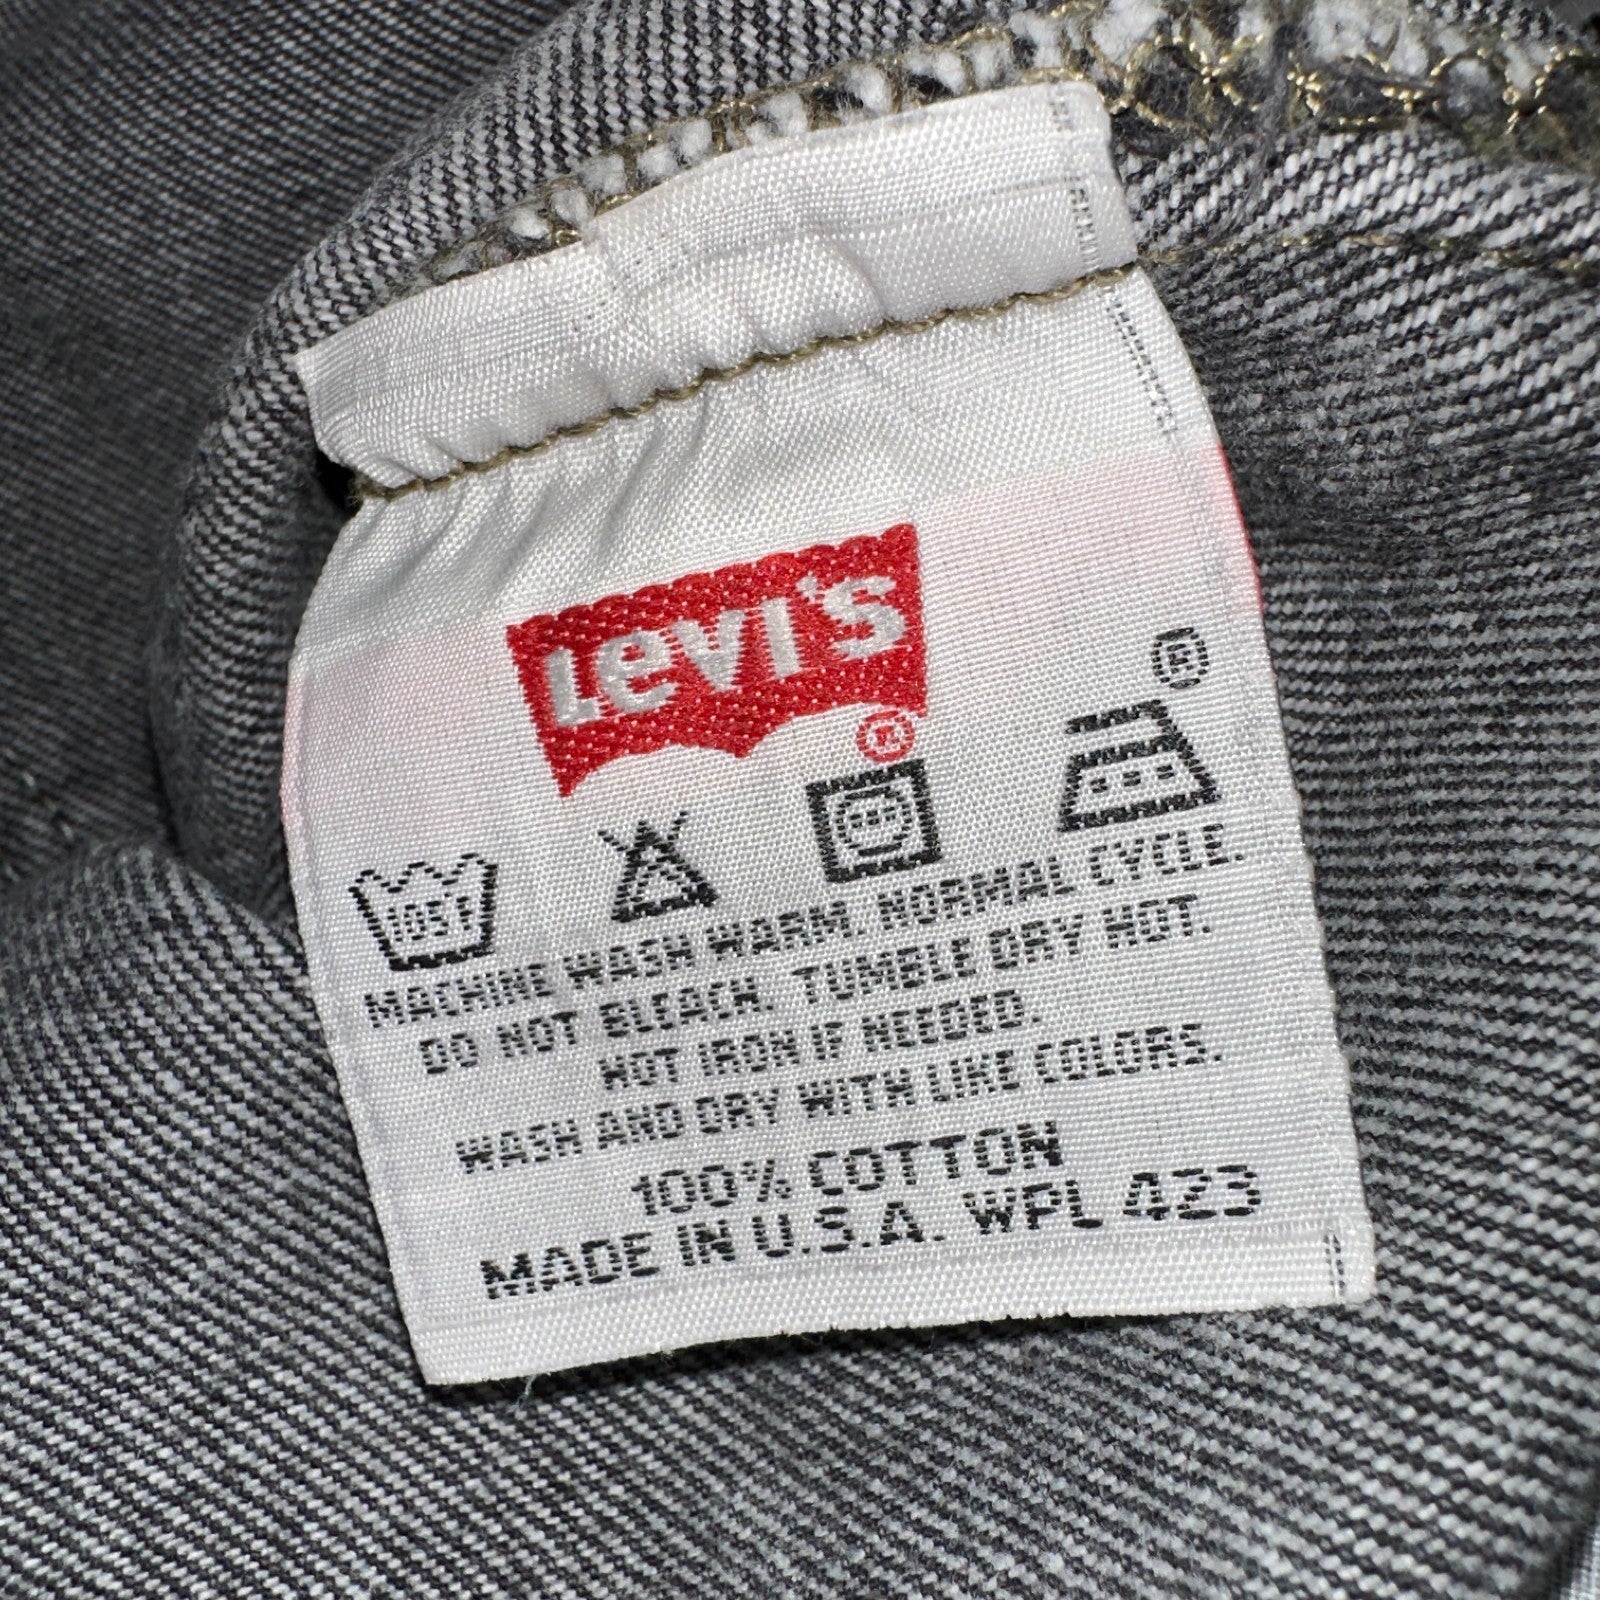 Levi's
®
®
105°F
MACHINE WASH WARM. NORMAL CYCLE.
DO NOT BLEACH. TUMBLE DRY HOT.
HOT IRON IF NEEDED.
WASH AND DRY WITH LIKE COLORS.
100% COTTON
MADE IN U.S.A. WPL 423